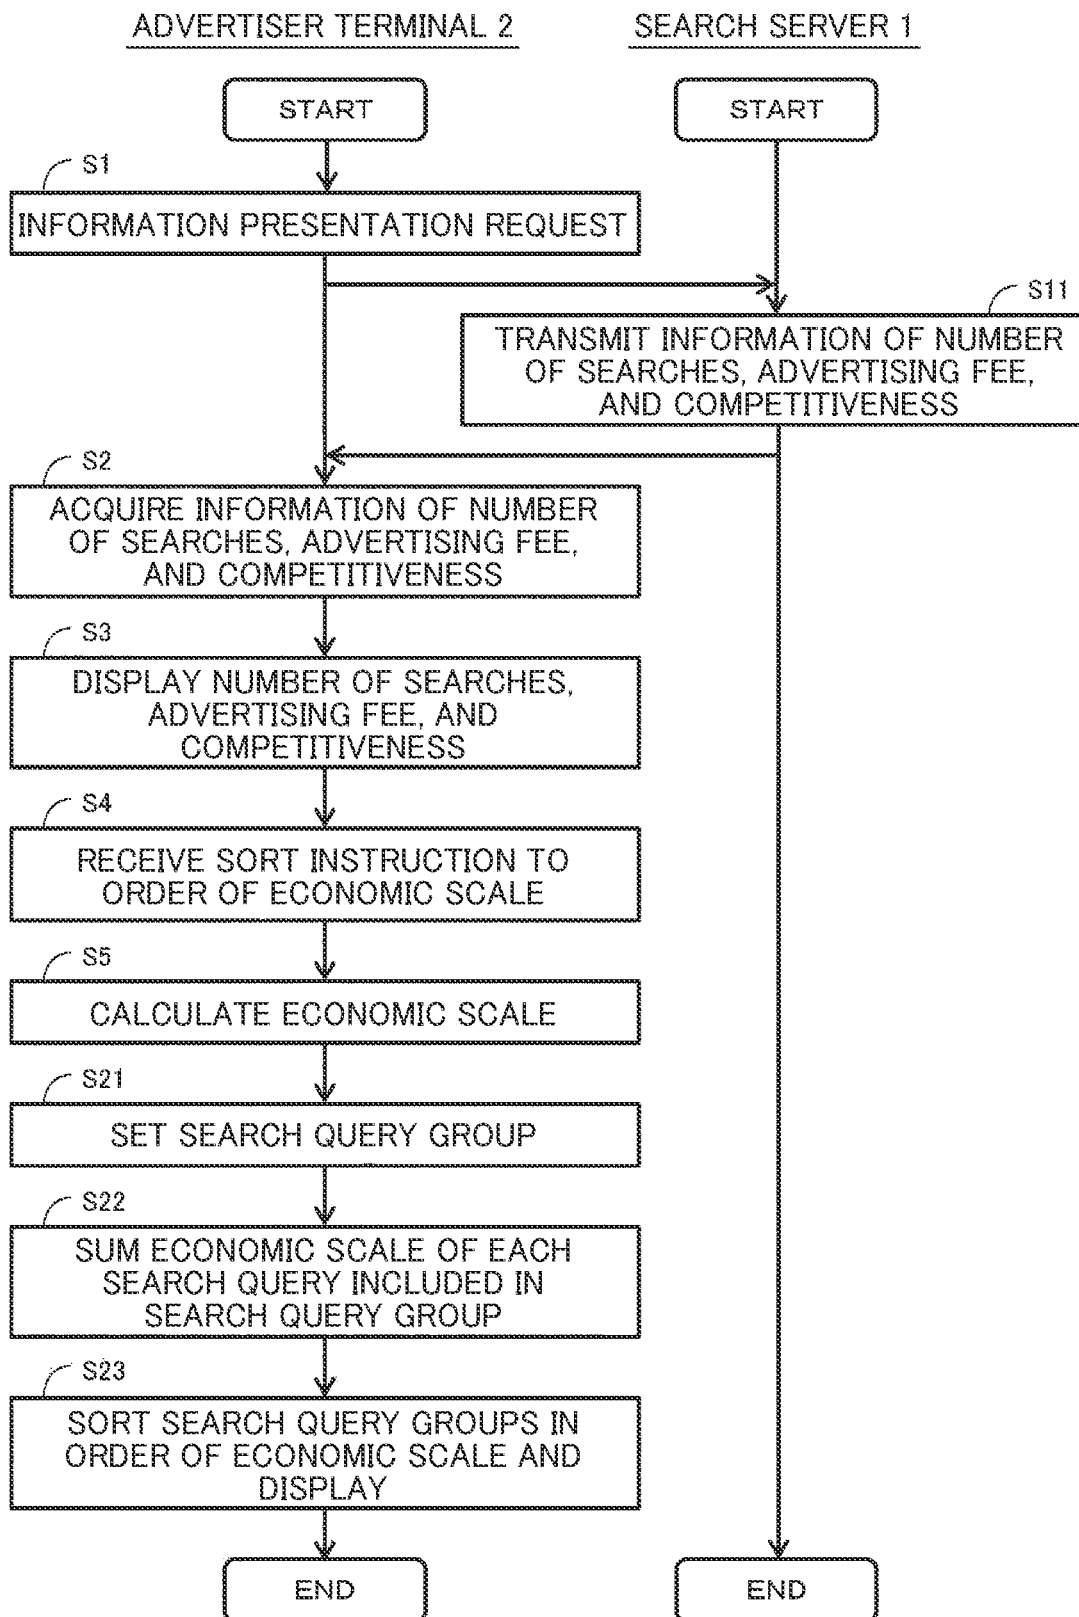 ADVERTISER TERMINAL 2
SEARCH SERVER 1
START
START
S1
INFORMATION PRESENTATION REQUEST
S11
TRANSMIT INFORMATION OF NUMBER
OF SEARCHES, ADVERTISING FEE,
AND COMPETITIVENESS
S2
ACQUIRE INFORMATION OF NUMBER
OF SEARCHES, ADVERTISING FEE,
AND COMPETITIVENESS
S3
DISPLAY NUMBER OF SEARCHES,
ADVERTISING FEE, AND
COMPETITIVENESS
S4
RECEIVE SORT INSTRUCTION TO
ORDER OF ECONOMIC SCALE
S5
CALCULATE ECONOMIC SCALE
S21
SET SEARCH QUERY GROUP
S22
SUM ECONOMIC SCALE OF EACH
SEARCH QUERY INCLUDED IN
SEARCH QUERY GROUP
S23
SORT SEARCH QUERY GROUPS IN
ORDER OF ECONOMIC SCALE AND
DISPLAY
END
END